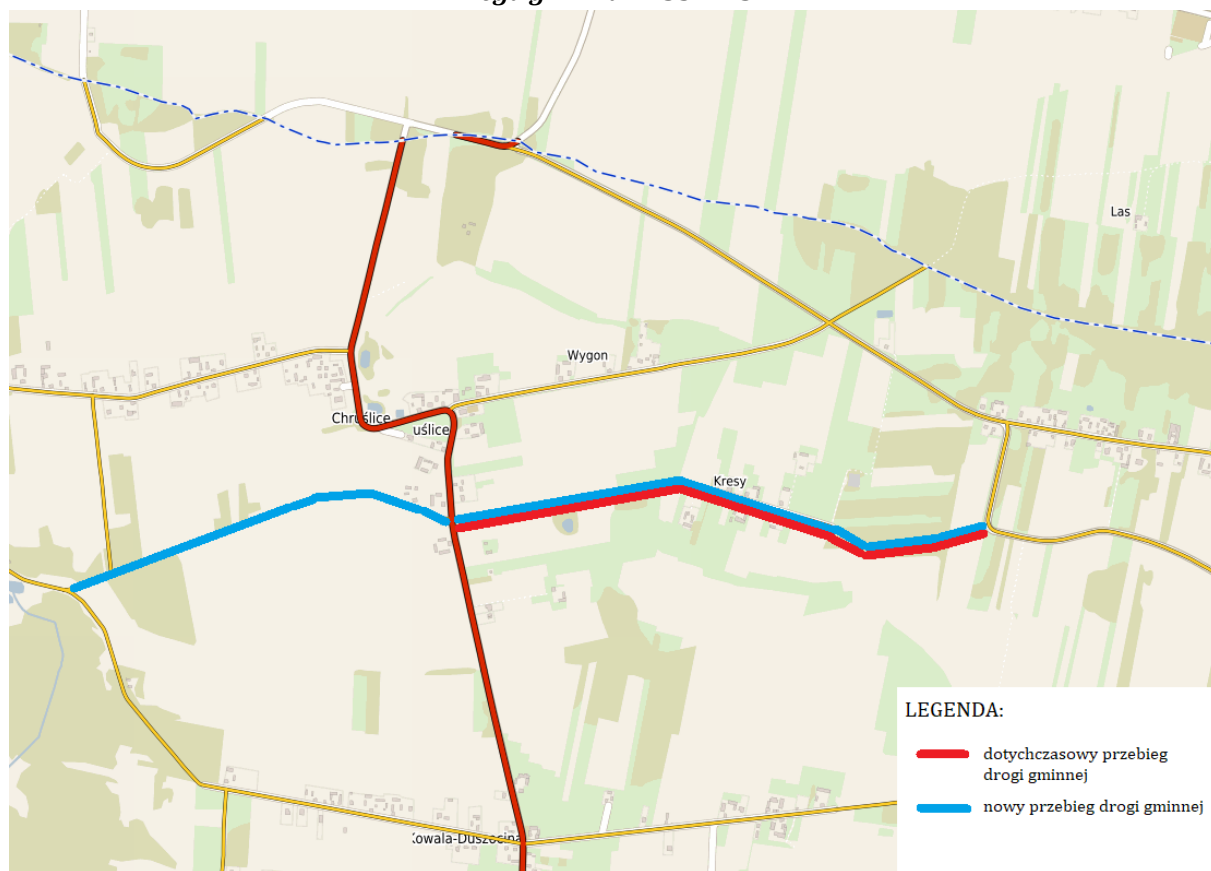 Las
Wygon
Chruślice
uślice
Kresy
LEGENDA:
dotychczasowy przebieg
drogi gminnej
nowy przebieg drogi gminnej
Kowala-Duszocina